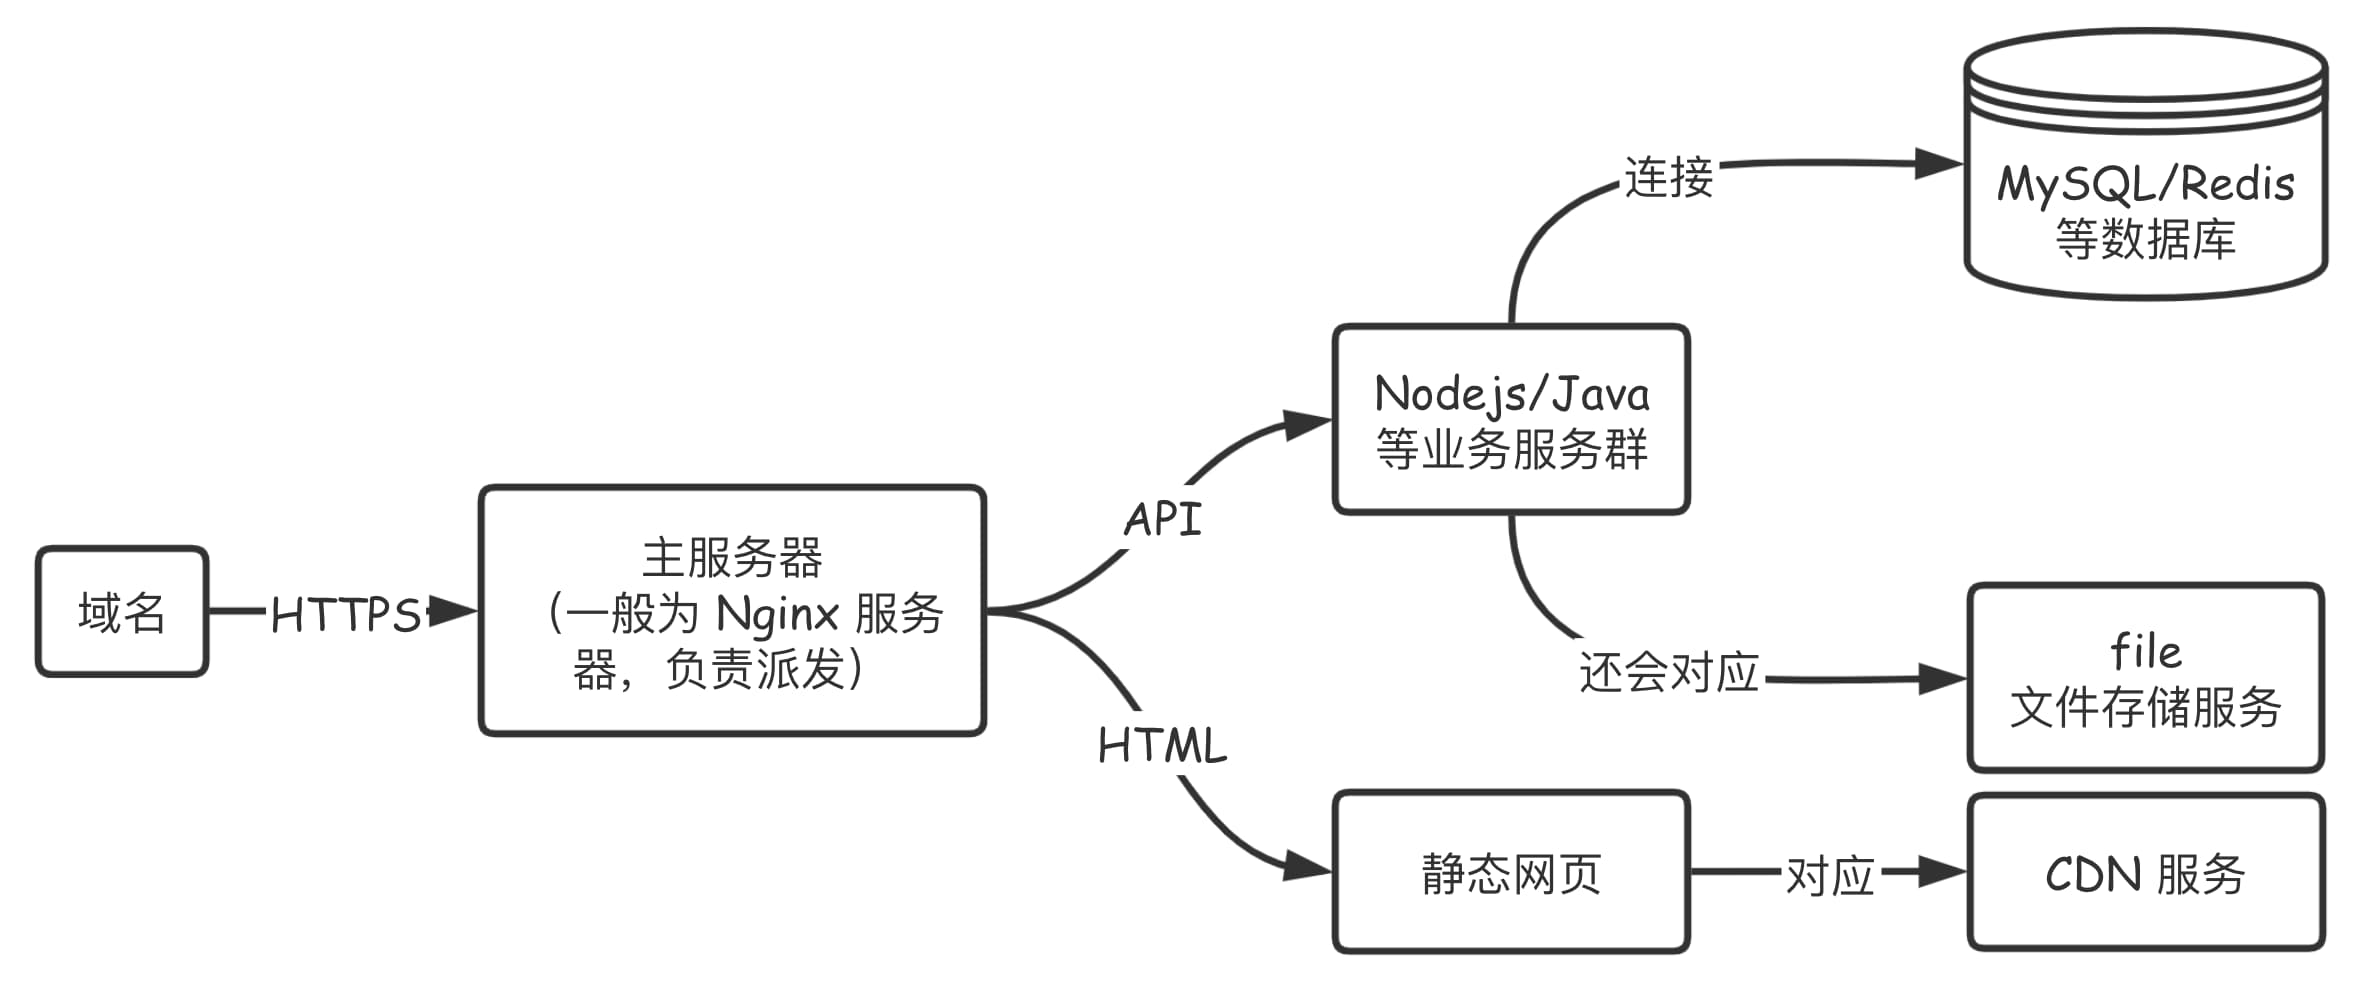 域名
HTTPS
主服务器
（一般为 Nginx 服务
器，负责派发）
API
HTML
Nodejs/Java
等业务服务群
连接
MySQL/Redis
等数据库
还会对应
file
文件存储服务
静态网页
对应
CDN 服务